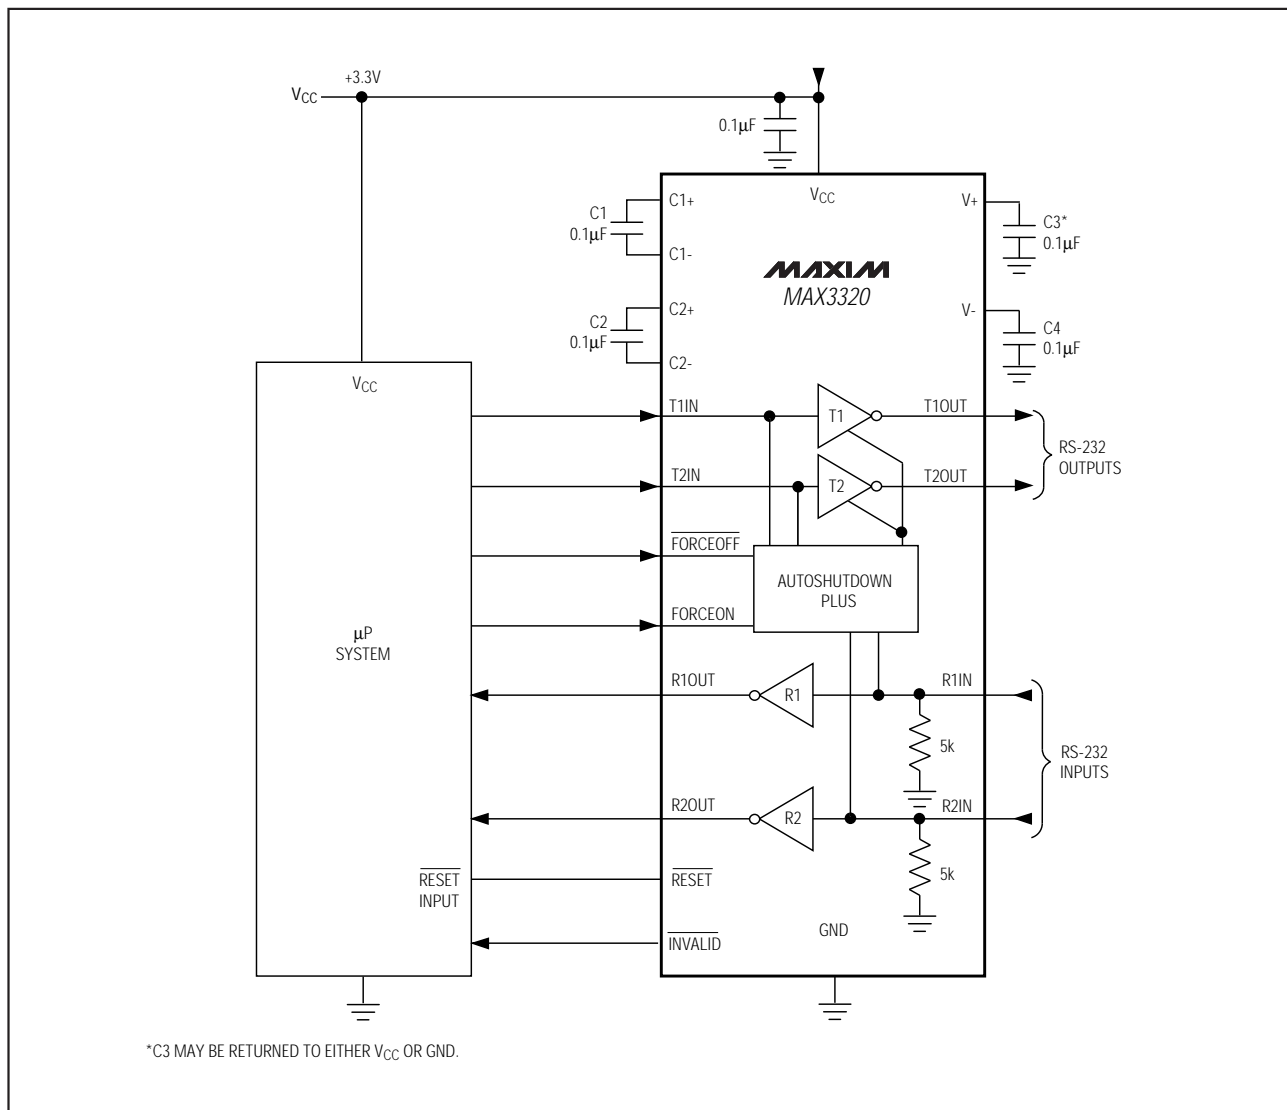 +3.3V
VCC
0.1μF
VCC
C1+
V+
C1
0.1μF
C3*
0.1μF
C1-
MAXIM
MAX3320
C2+
V-
C2
0.1μF
C4
0.1μF
C2-
VCC
T1IN
T1
T1OUT
RS-232
OUTPUTS
T2IN
T2
T2OUT
FORCEOFF
AUTOSHUTDOWN
PLUS
FORCEON
μP
SYSTEM
R1OUT
R1
R1IN
5k
RS-232
INPUTS
R2OUT
R2
R2IN
5k
RESET
INPUT
RESET
GND
INVALID
*C3 MAY BE RETURNED TO EITHER VCC OR GND.